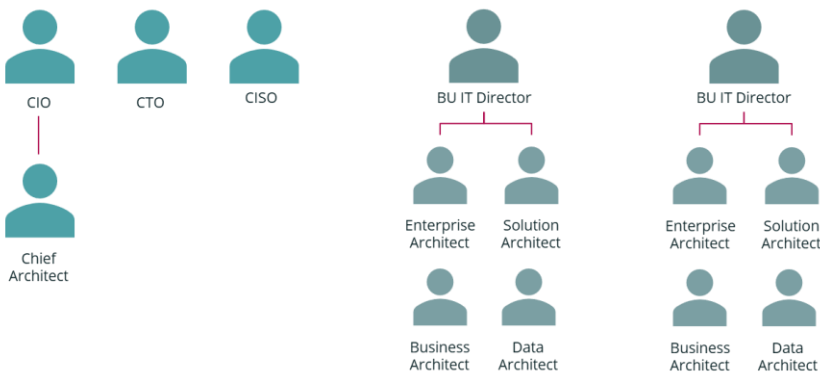 CIO
CTO
CISO
BU IT Director
BU IT Director
Chief
Architect
Enterprise
Architect
Solution
Architect
Enterprise
Architect
Solution
Architect
Business
Architect
Data
Architect
Business
Architect
Data
Architect